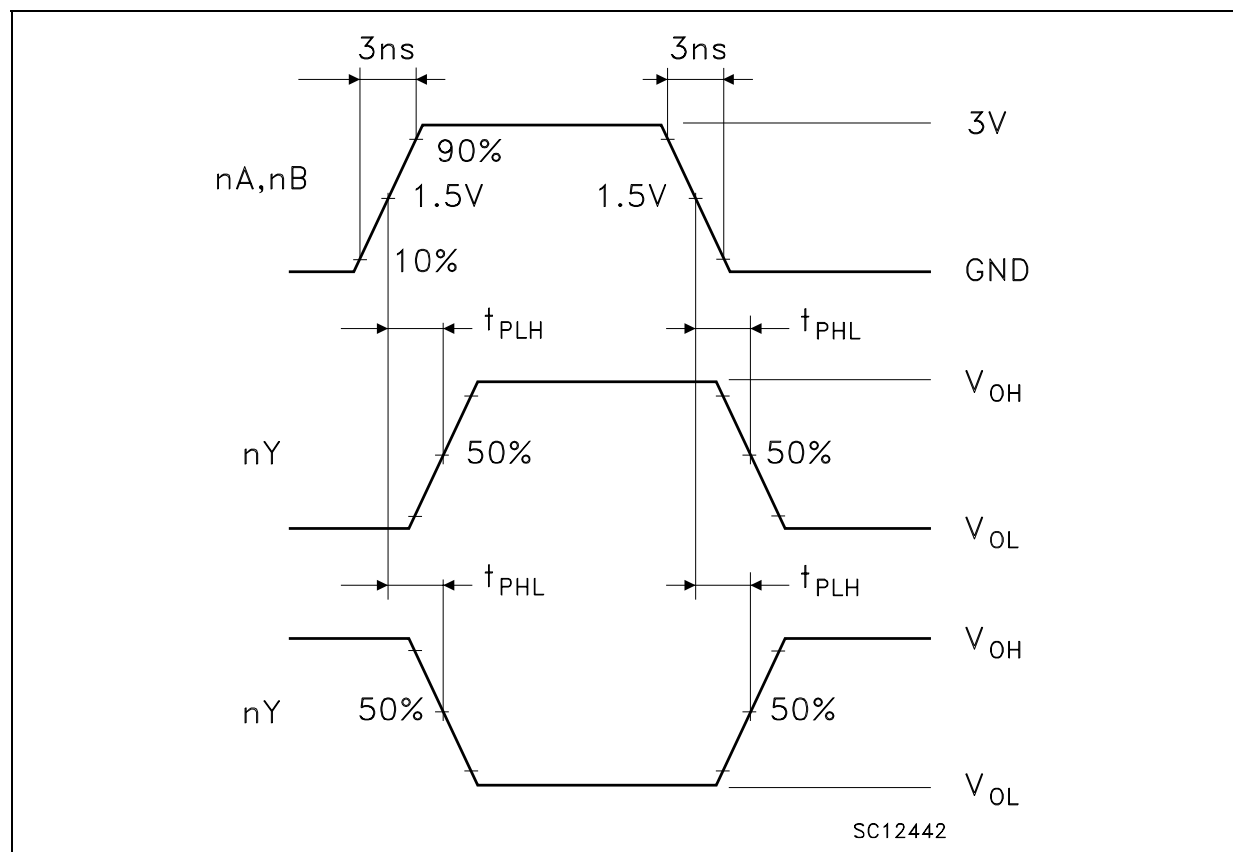 3ns 3ns
3V
90%
nA,nB
1.5V 1.5V
10%
GND
tPLH tPHL
VOH
nY 50% 50%
VOL
tPHL tPLH
VOH
nY 50% 50%
VOL
SC12442